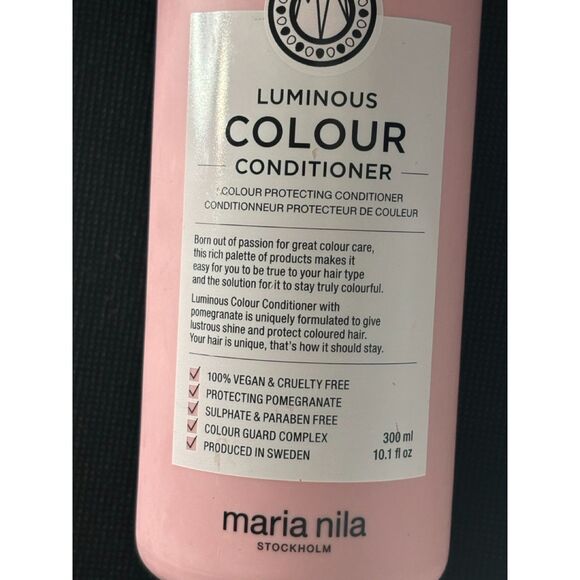 LUMINOUS
COLOUR
CONDITIONER
COLOUR PROTECTING CONDITIONER
CONDITIONNEUR PROTECTEUR DE COULEUR
Born out of passion for great colour care,
this rich palette of products makes it
easy for you to be true to your hair type
and the solution for it to stay truly colourful.
Luminous Colour Conditioner with
pomegranate is uniquely formulated to give
lustrous shine and protect coloured hair.
Your hair is unique, that's how it should stay.
100% VEGAN & CRUELTY FREE
PROTECTING POMEGRANATE
SULPHATE & PARABEN FREE
COLOUR GUARD COMPLEX
PRODUCED IN SWEDEN
300 ml
10.1 fl oz
maria nila
STOCKHOLM